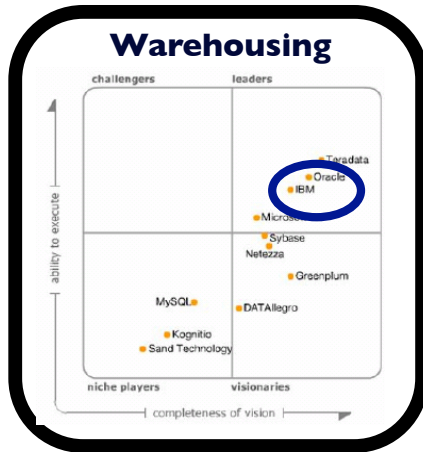 Warehousing
challengers
leaders
Teradata
Oracle
IBM
Microsoft
Sybase
Netezza
Greenplum
MySQL
DATAllegro
Kognitio
Sand Technology
niche players
visionaries
completeness of vision
ability to execute